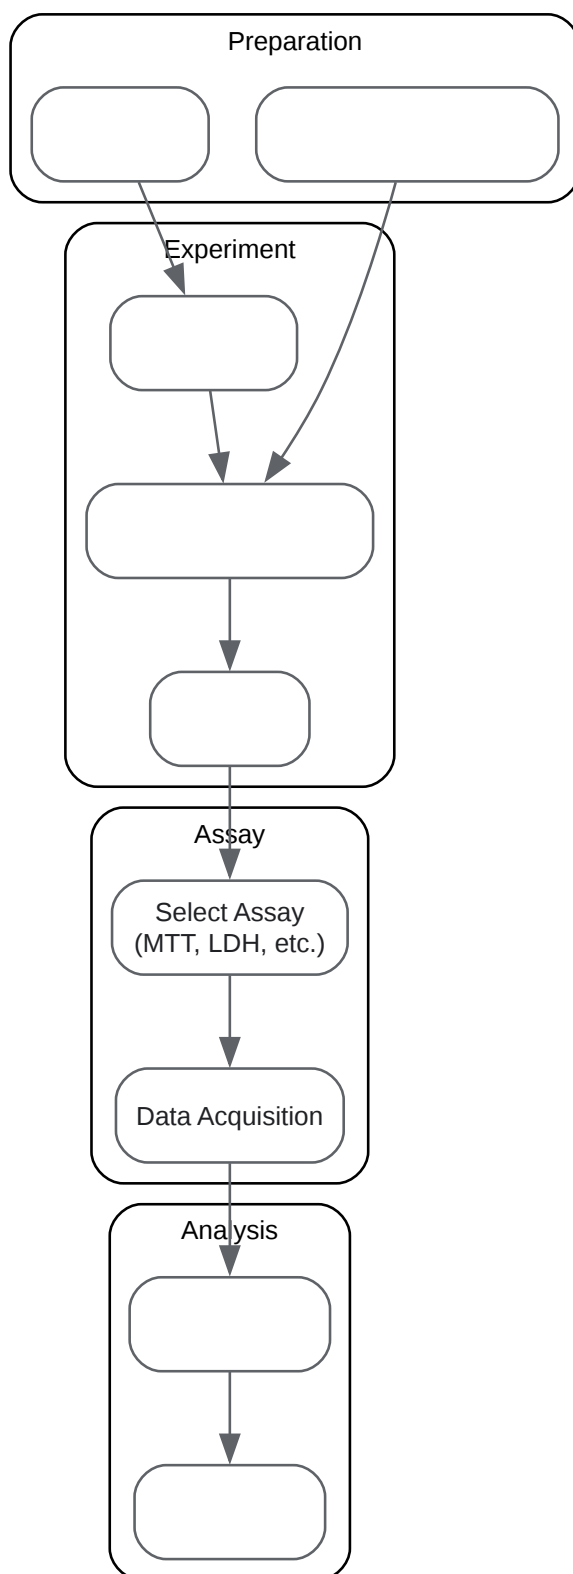 Preparation
Experiment
Assay
Select Assay
(MTT, LDH, etc.)
Data Acquisition
Analysis